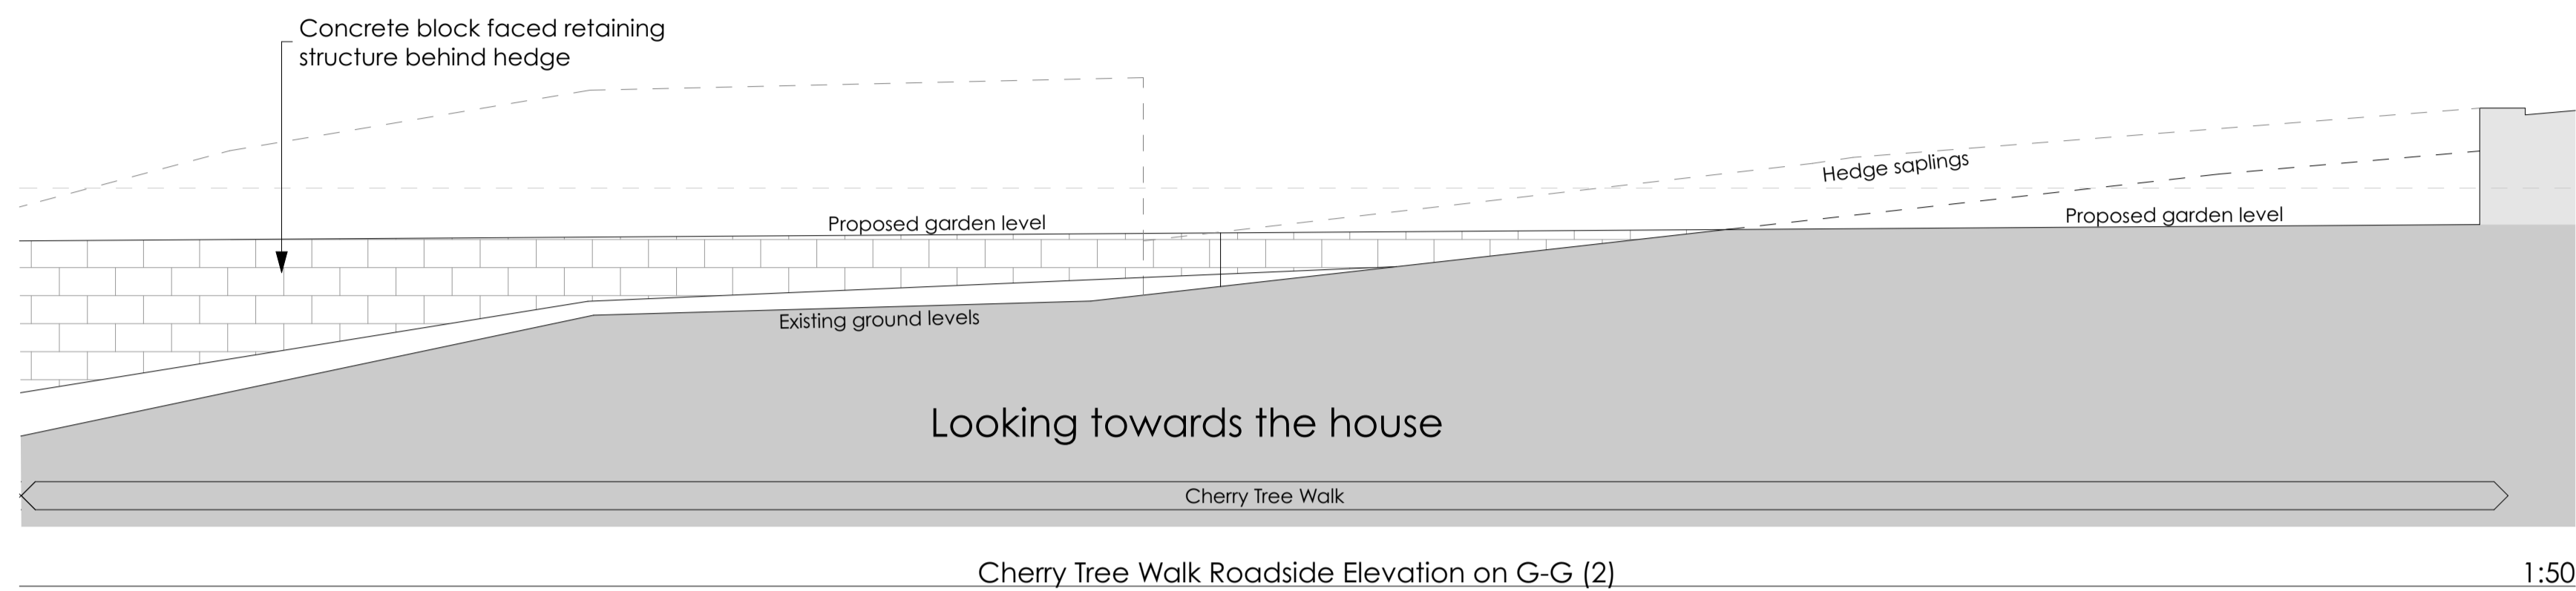 Concrete block faced retaining
structure behind hedge
Hedge saplings
Proposed garden level
Proposed garden level
Existing ground levels
Looking towards the house
Cherry Tree Walk
Cherry Tree Walk Roadside Elevation on G-G (2)
1:50